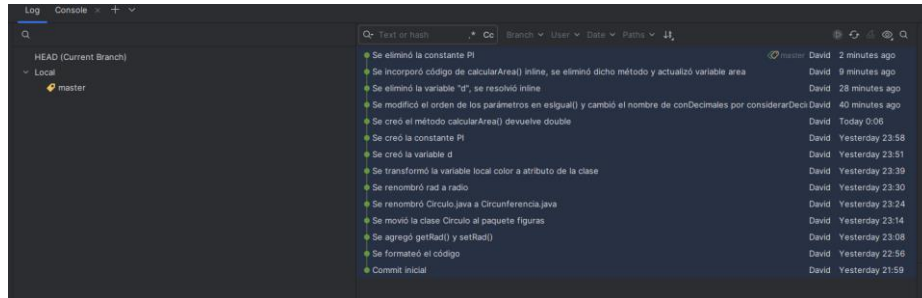 Log Console
Text or hash .* Cc Branch User Date Paths
HEAD (Current Branch)
Local
master
Se eliminó la constante PI master David 2 minutes ago
Se incorporó código de calcularArea() inline, se eliminó dicho método y actualizó variable area David 9 minutes ago
Se eliminó la variable "d", se resolvió inline David 28 minutes ago
Se modificó el orden de los parámetros en esIgual() y cambió el nombre de conDecimales por considerarDeci David 40 minutes ago
Se creó el método calcularArea() devuelve double David Today 0:06
Se creó la constante PI David Yesterday 23:58
Se creó la variable d David Yesterday 23:51
Se transformó la variable local color a atributo de la clase David Yesterday 23:39
Se renombró rad a radio David Yesterday 23:30
Se renombró Circulo.java a Circunferencia.java David Yesterday 23:24
Se movió la clase Circulo al paquete figuras David Yesterday 23:14
Se agregó getRad() y setRad() David Yesterday 23:08
Se formateó el código David Yesterday 22:56
Commit inicial David Yesterday 21:59